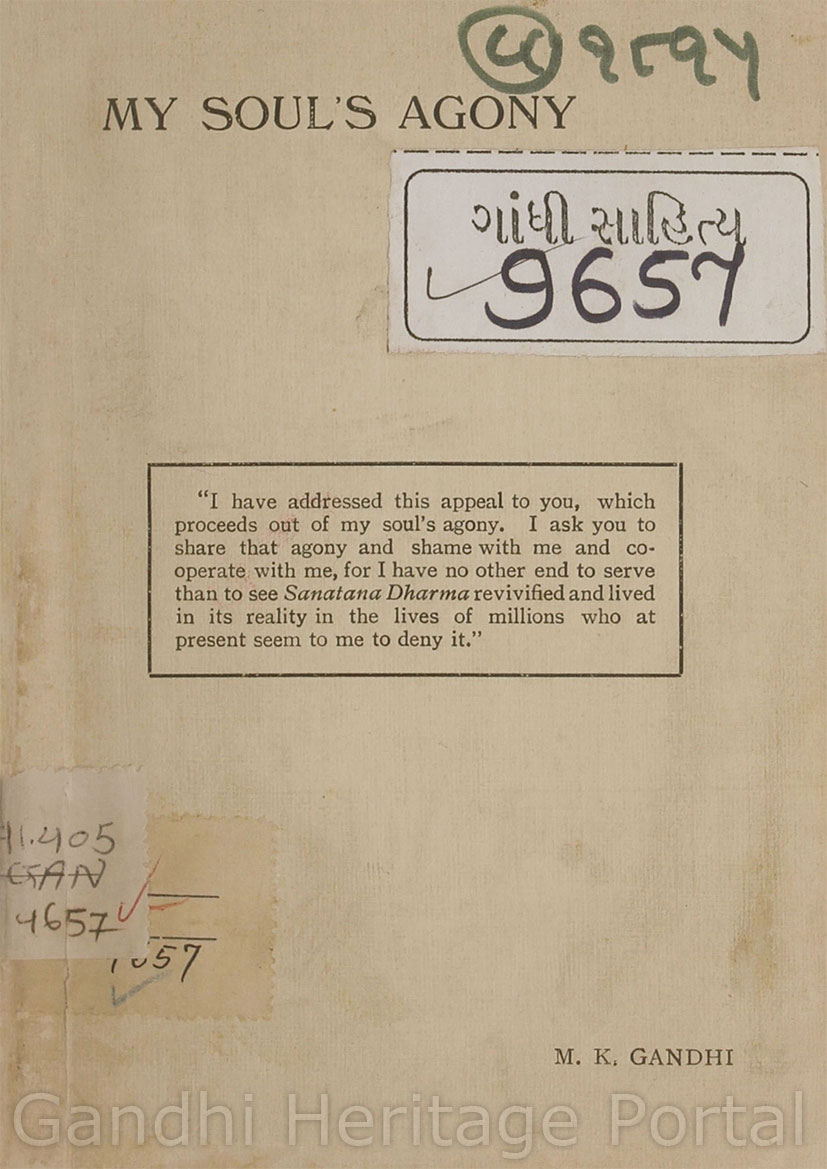 ૫ ૧૮૧૫
MY SOUL'S AGONY
ગાંધી સાહિત્ય
9657
“I have addressed this appeal to you, which
proceeds out of my soul's agony. I ask you to
share that agony and shame with me and co-
operate with me, for I have no other end to serve
than to see Sanatana Dharma revivified and lived
in its reality in the lives of millions who at
present seem to me to deny it.”
GAN
57
M. K. GANDHI
Gandhi Heritage Portal